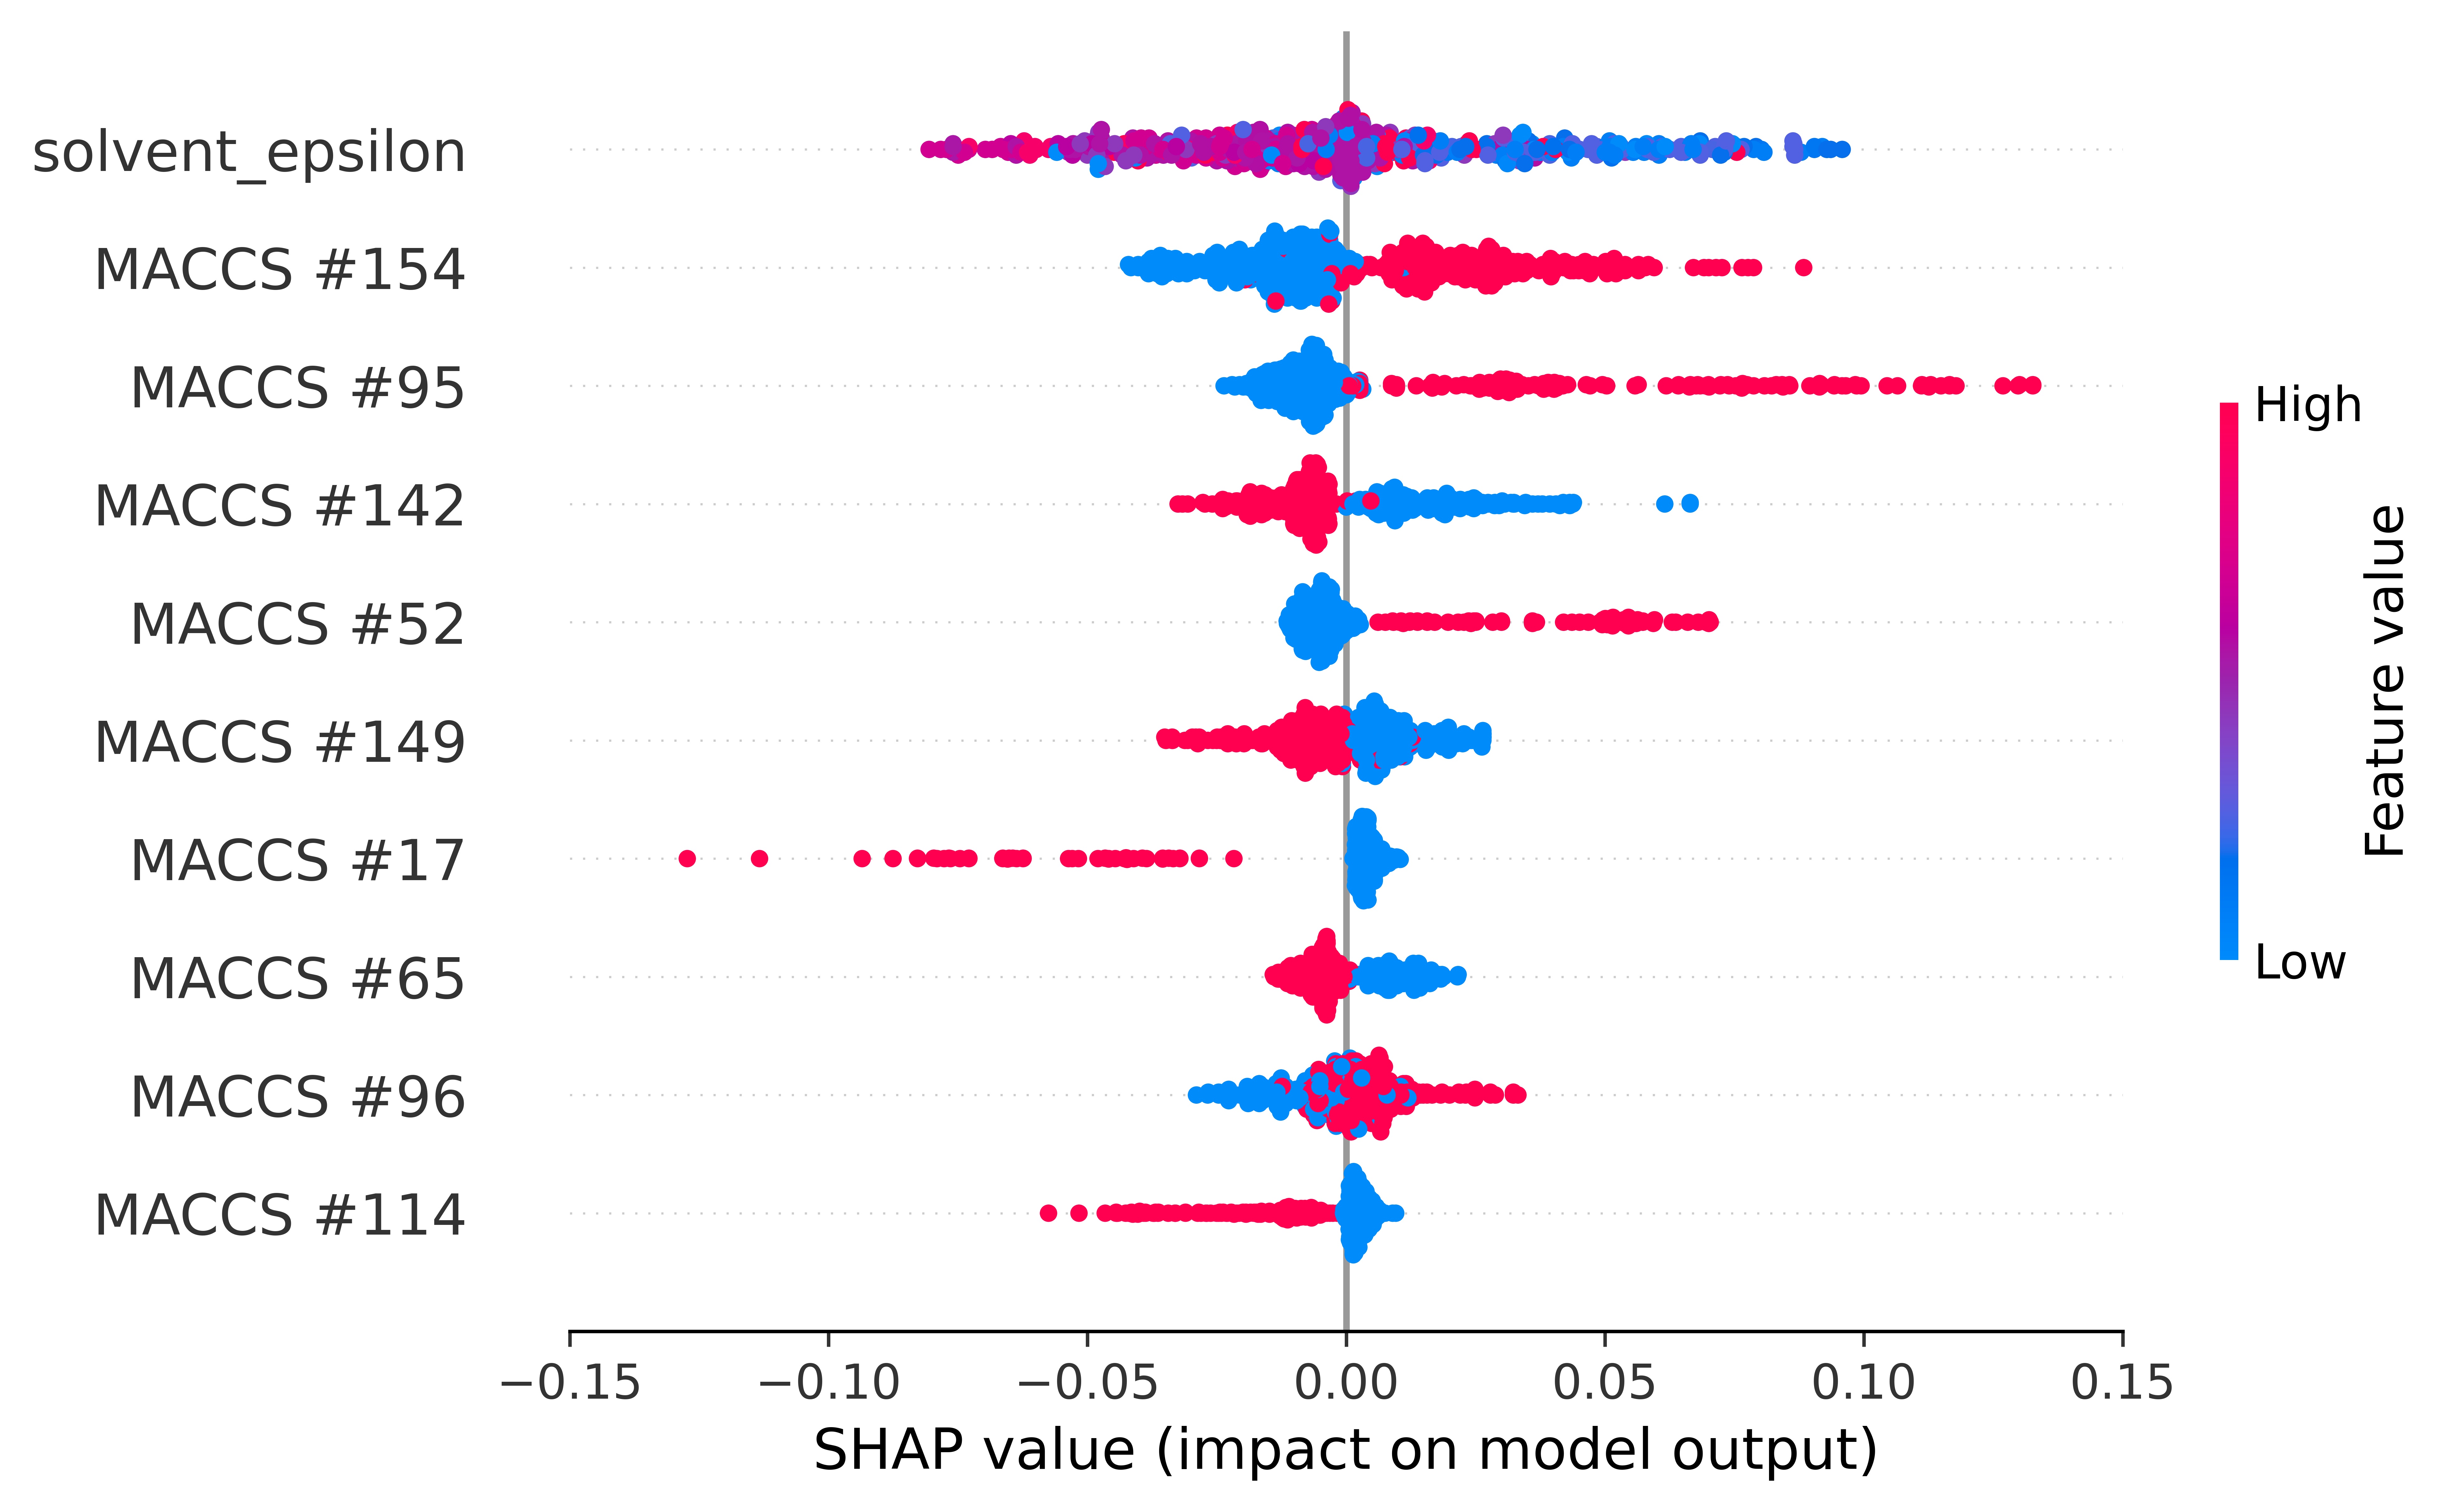 solvent_epsilon
MACCS #154
MACCS #95
MACCS #142
MACCS #52
MACCS #149
MACCS #17
MACCS #65
MACCS #96
MACCS #114
−0.15 −0.10 −0.05 0.00 0.05 0.10 0.15
SHAP value (impact on model output)
High
Feature value
Low